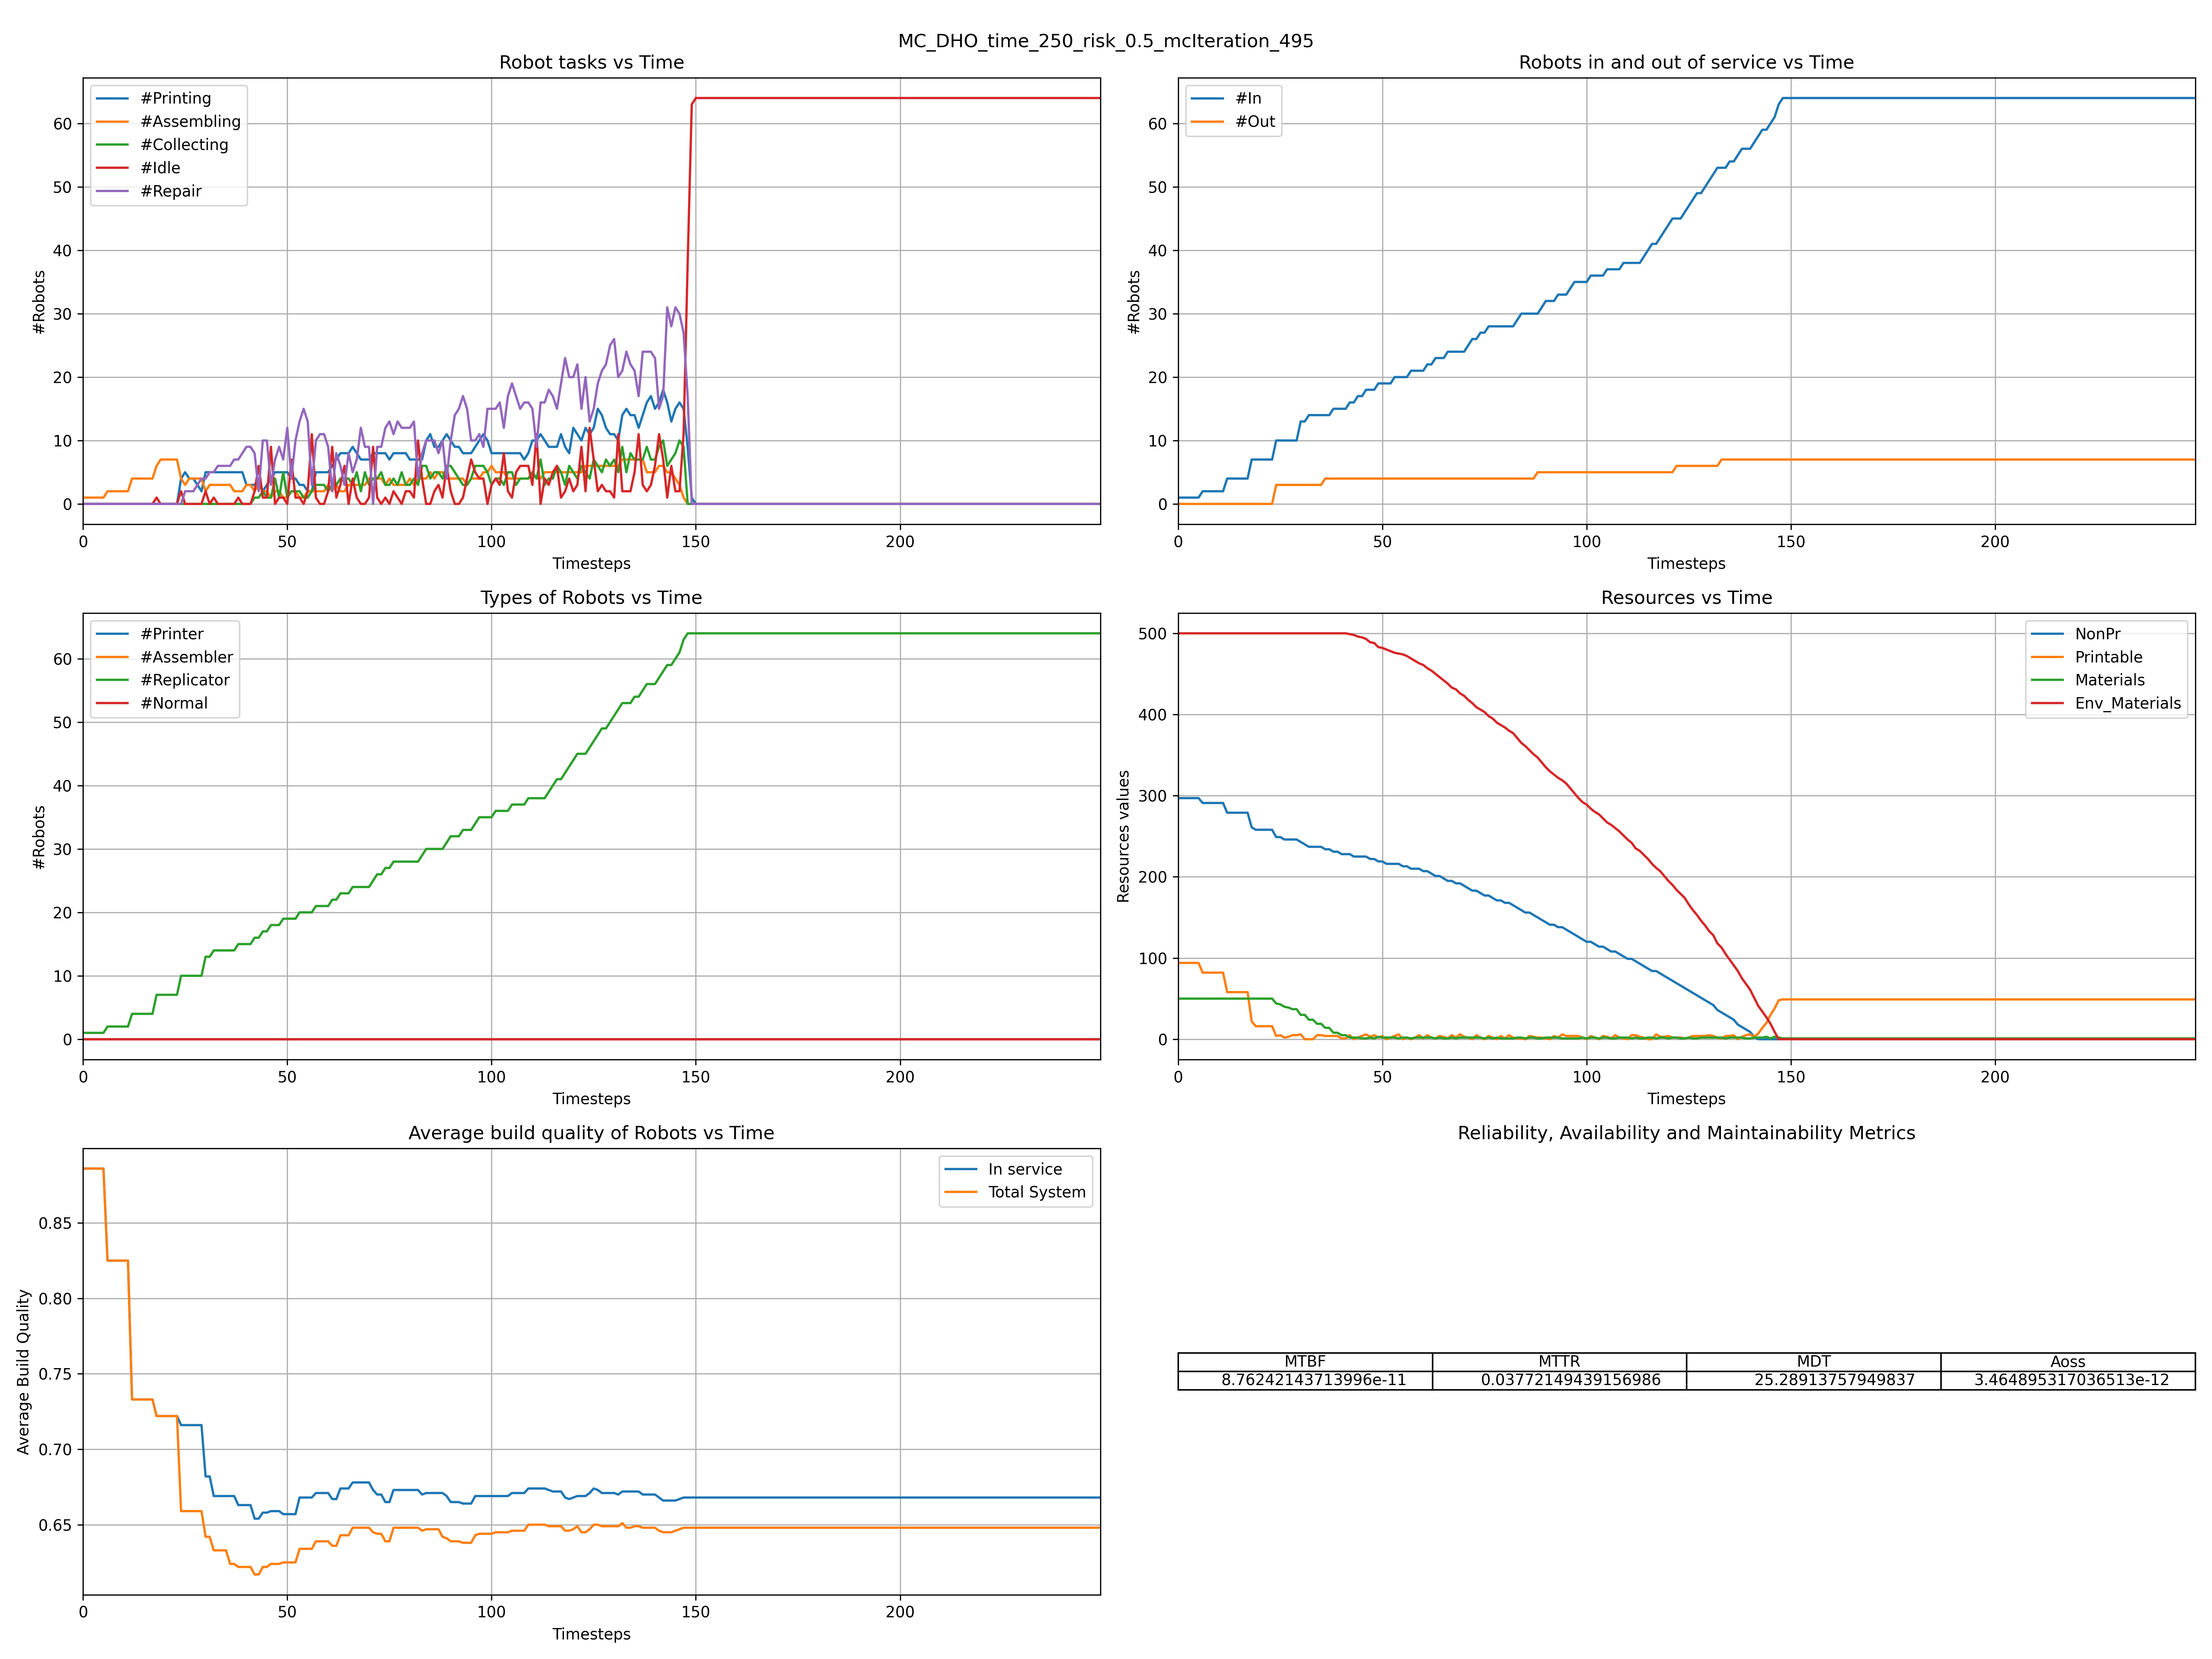 MC_DHO_time_250_risk_0.5_mcIteration_495
Robot tasks vs Time
#Printing
#Assembling
#Collecting
#Idle
#Repair
60
50
40
30
20
10
0
#Robots
0 50 100 150 200
Timesteps
Robots in and out of service vs Time
#In
#Out
60
50
40
30
20
10
0
#Robots
0 50 100 150 200
Timesteps
Types of Robots vs Time
#Printer
#Assembler
#Replicator
#Normal
60
50
40
30
20
10
0
#Robots
0 50 100 150 200
Timesteps
Resources vs Time
NonPr
Printable
Materials
Env_Materials
500
400
300
200
100
0
Resources values
0 50 100 150 200
Timesteps
Average build quality of Robots vs Time
In service
Total System
0.85
0.80
0.75
0.70
0.65
Average Build Quality
0 50 100 150 200
Timesteps
Reliability, Availability and Maintainability Metrics
MTBF MTTR MDT Aoss
8.76242143713996e-11 0.03772149439156986 25.28913757949837 3.464895317036513e-12